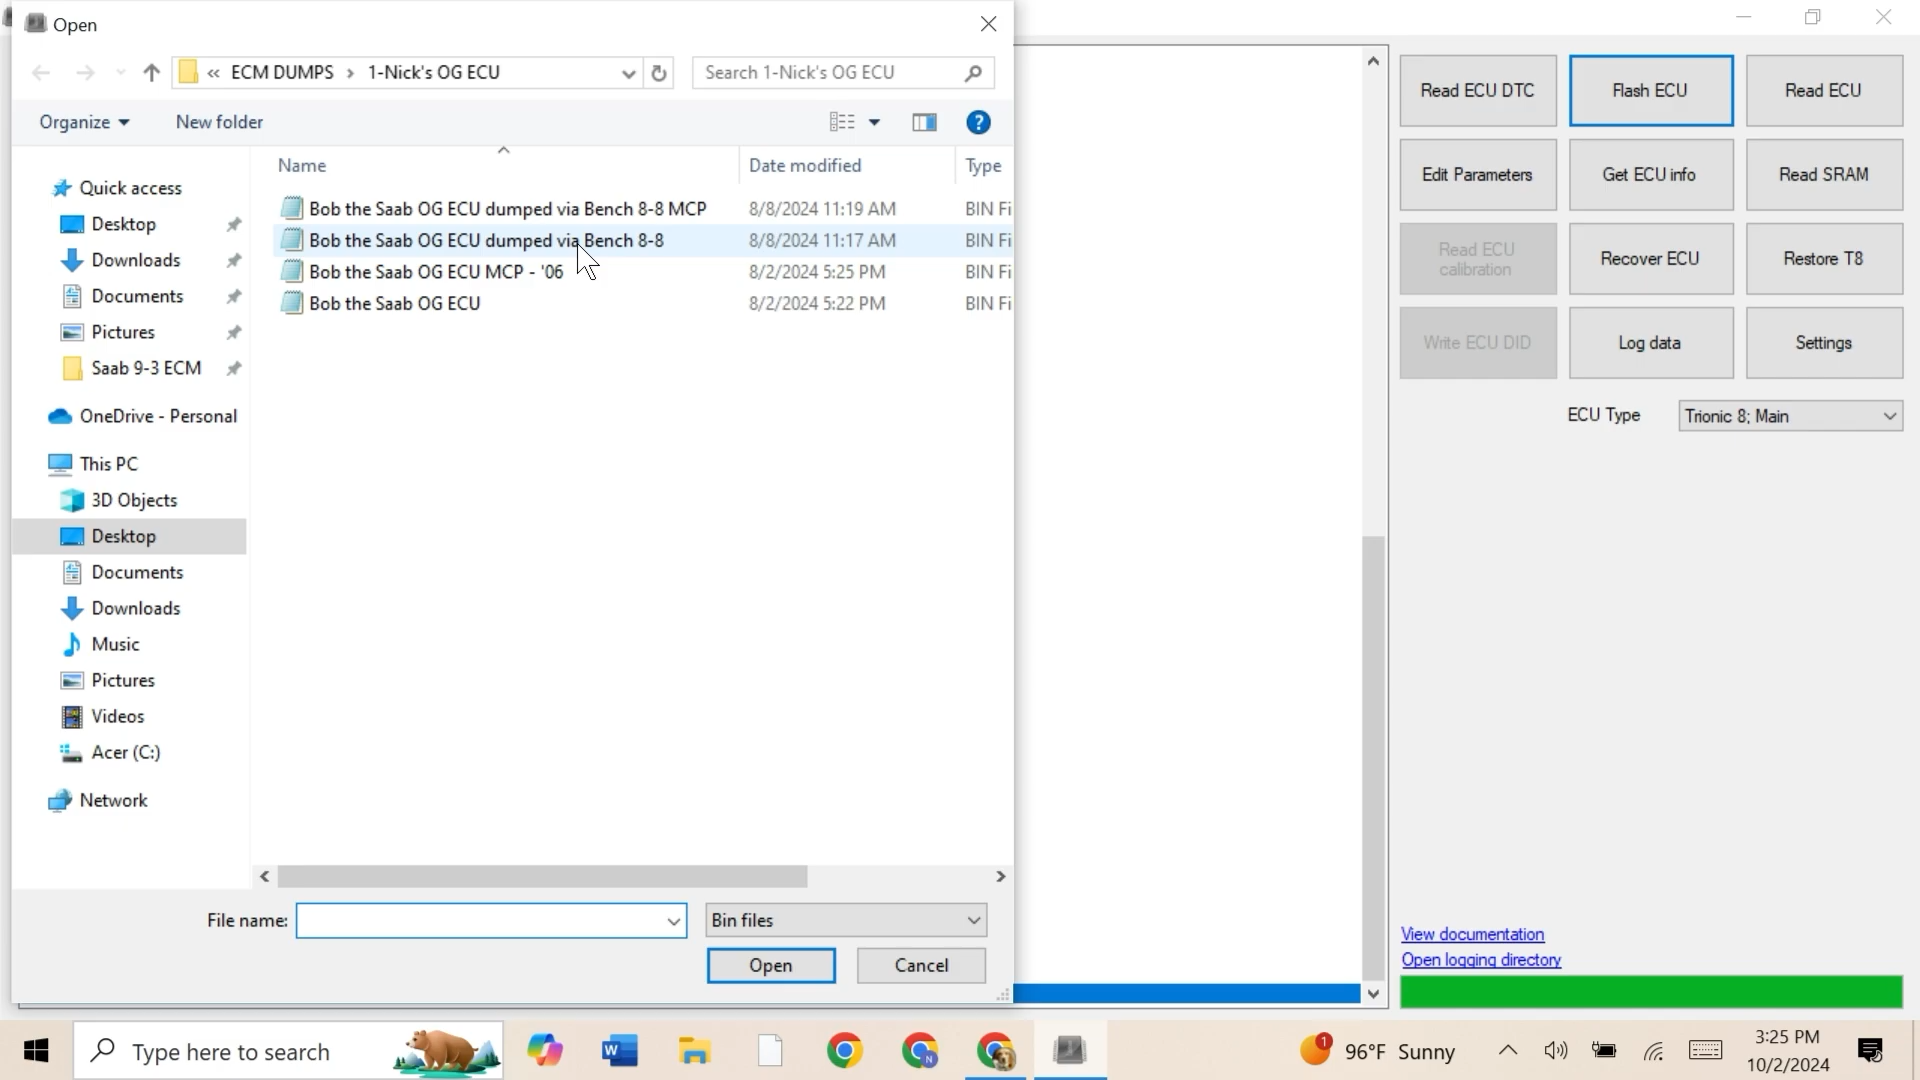 Open
« ECM DUMPS › 1-Nick's OG ECU
Search 1-Nick's OG ECU
Organize
New folder
Name
Date modified
Type
Bob the Saab OG ECU dumped via Bench 8-8 MCP 8/8/2024 11:19 AM BIN Fi
Bob the Saab OG ECU dumped via Bench 8-8 8/8/2024 11:17 AM BIN Fi
Bob the Saab OG ECU MCP - '06 8/2/2024 5:25 PM BIN Fi
Bob the Saab OG ECU 8/2/2024 5:22 PM BIN Fi
Quick access
Desktop
Downloads
Documents
Pictures
Saab 9-3 ECM
OneDrive - Personal
This PC
3D Objects
Desktop
Documents
Downloads
Music
Pictures
Videos
Acer (C:)
Network
File name:
Bin files
Open
Cancel
Read ECU DTC
Flash ECU
Read ECU
Edit Parameters
Get ECU info
Read SRAM
Read ECU
calibration
Recover ECU
Restore T8
Write ECU DID
Log data
Settings
ECU Type
Trionic 8; Main
View documentation
Open logging directory
Type here to search
1
96°F Sunny
3:25 PM
10/2/2024